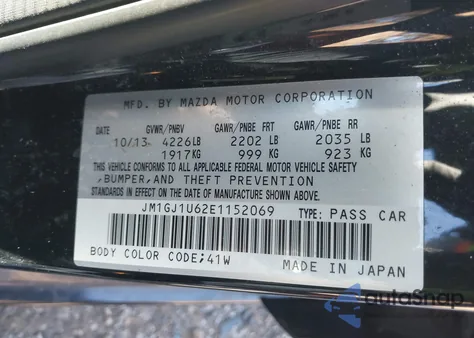 MFD. BY MAZDA MOTOR CORPORATION
DATE GVWR/PNBV GAWR/PNBE FRT GAWR/PNBE RR
10/13 4226LB 2202 LB 2035 LB
1917KG 999 KG 923 KG
THIS VEHICLE CONFORMS TO ALL APPLICABLE FEDERAL MOTOR VEHICLE SAFETY
,BUMPER,AND THEFT PREVENTION
STANDARDS IN EFFECT ON THE DATE OF MANUFACTURE SHOWN ABOVE.
JM1GJ1U62E1152069 TYPE: PASS CAR
BODY COLOR CODE;41W MADE IN JAPAN
autoSnap